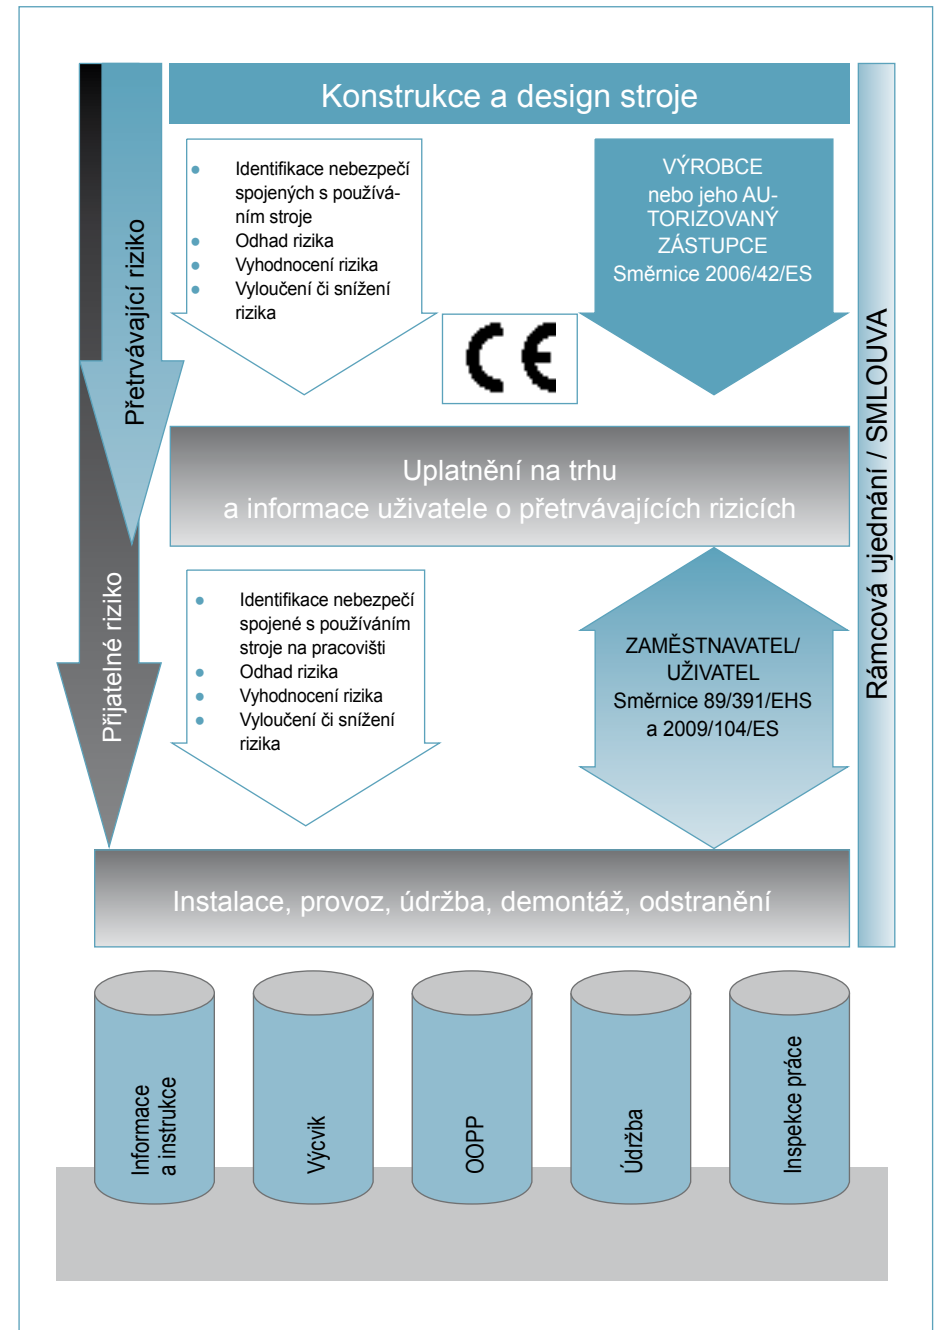 Konstrukce a design stroje
Identifikace nebezpečí
spojených s používá-
ním stroje
Odhad rizika
Vyhodnocení rizika
Vyloučení či snížení
rizika
VÝROBCE
nebo jeho AU-
TORIZOVANÝ
ZÁSTUPCE
Směrnice 2006/42/ES
Přetrvávající riziko
CE
Rámcová ujednání / SMLOUVA
Uplatnění na trhu
a informace uživatele o přetrvávajících rizicích
Přijatelné riziko
Identifikace nebezpečí
spojené s používáním
stroje na pracovišti
Odhad rizika
Vyhodnocení rizika
Vyloučení či snížení
rizika
ZAMĚSTNAVATEL/
UŽIVATEL
Směrnice 89/391/EHS
a 2009/104/ES
Instalace, provoz, údržba, demontáž, odstranění
Informace
a instrukce
Výcvik
OOPP
Údržba
Inspekce práce